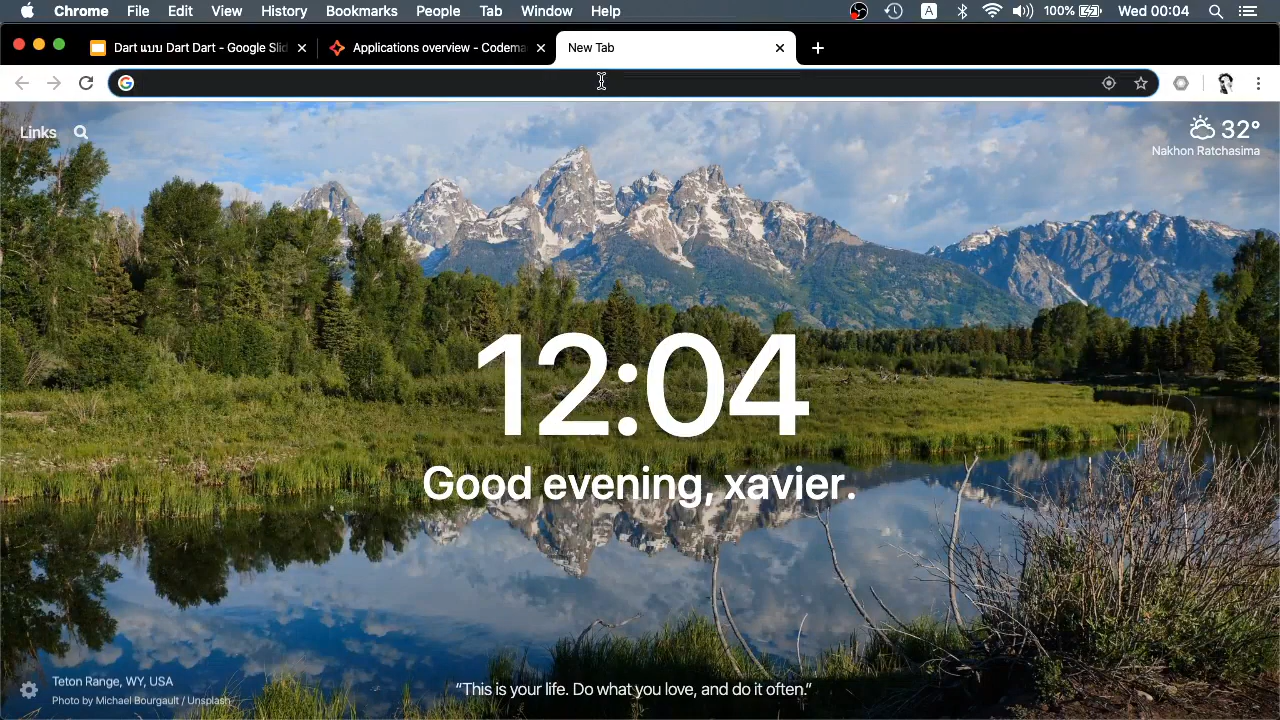 Chrome File Edit View History Bookmarks People Tab Window Help A 100% Wed 00:04
Dart แบบ Dart Dart - Google Slid
Applications overview - Codema
New Tab
Links
32°
Nakhon Ratchasima
12:04
Good evening, xavier.
Teton Range, WY, USA
Photo by Michael Bourgault / Unsplash
“This is your life. Do what you love, and do it often.”